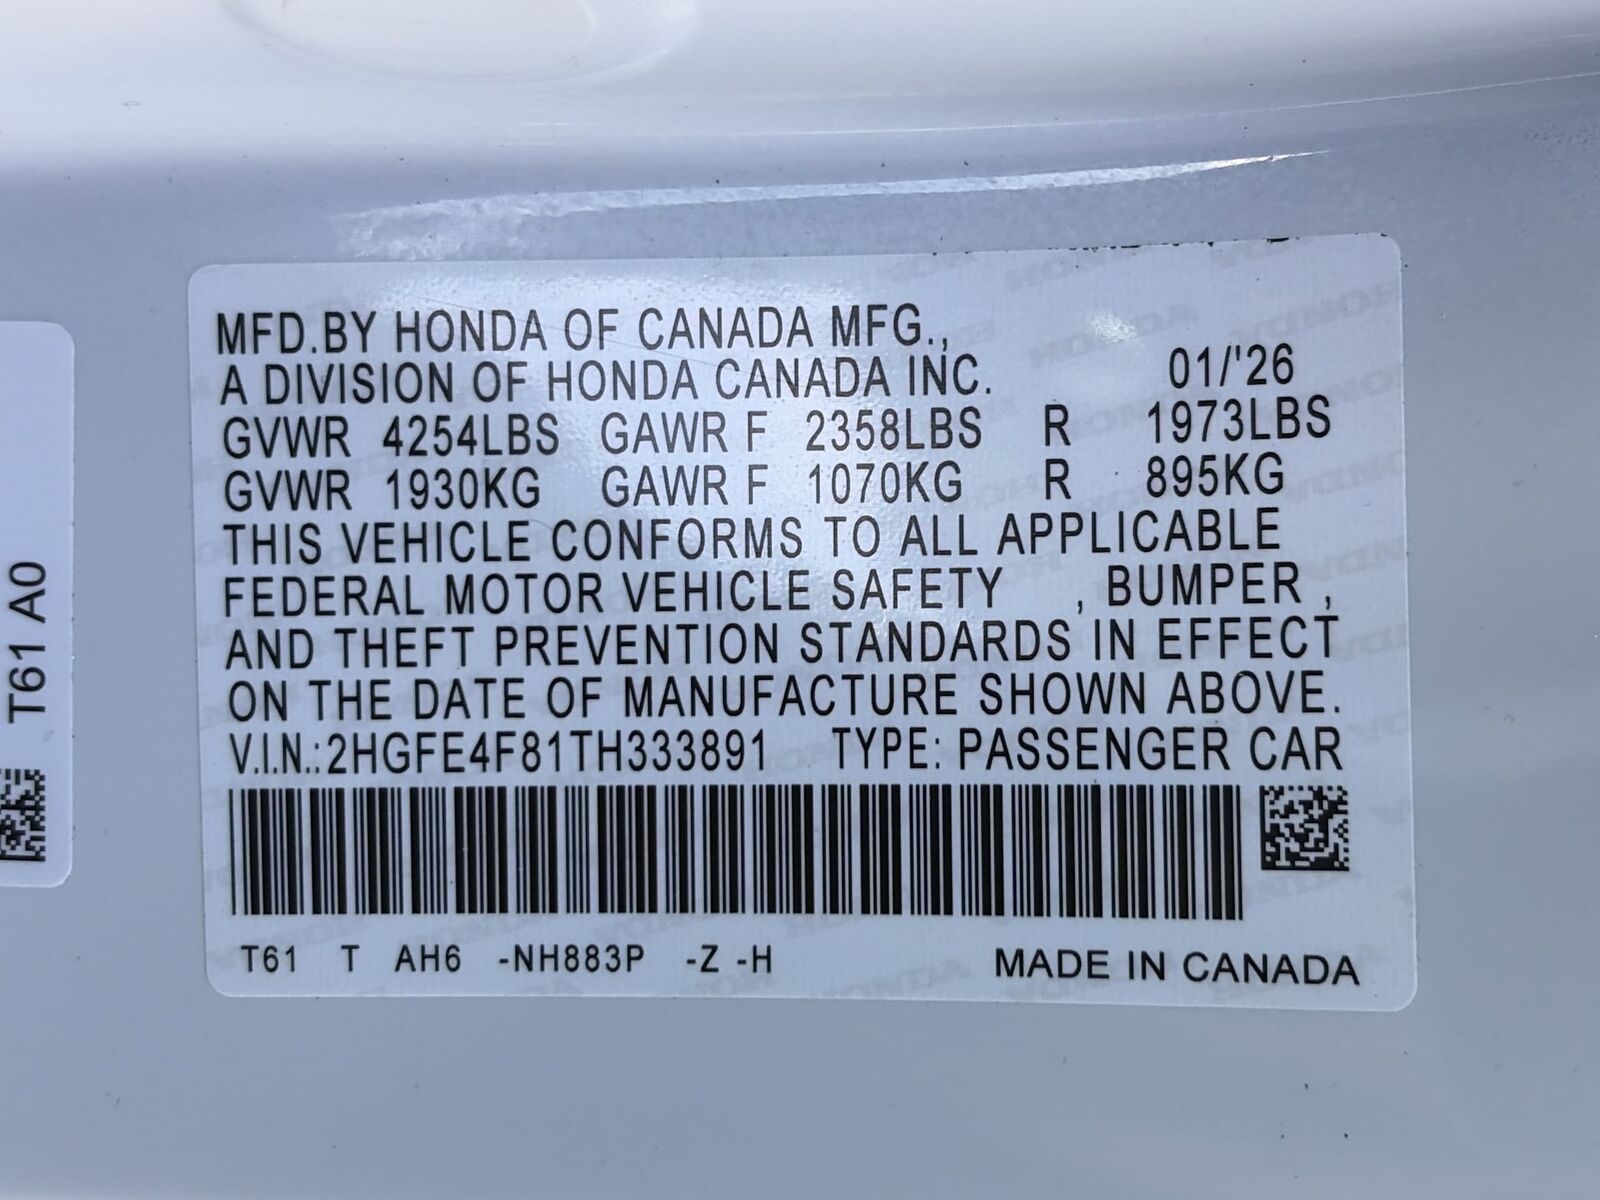 MFD.BY HONDA OF CANADA MFG.,
A DIVISION OF HONDA CANADA INC. 01/'26
GVWR 4254LBS GAWR F 2358LBS R 1973LBS
GVWR 1930KG GAWR F 1070KG R 895KG
THIS VEHICLE CONFORMS TO ALL APPLICABLE
FEDERAL MOTOR VEHICLE SAFETY , BUMPER ,
AND THEFT PREVENTION STANDARDS IN EFFECT
ON THE DATE OF MANUFACTURE SHOWN ABOVE.
V.I.N.:2HGFE4F81TH333891 TYPE: PASSENGER CAR
T61 T AH6 -NH883P -Z -H MADE IN CANADA
T61 A0